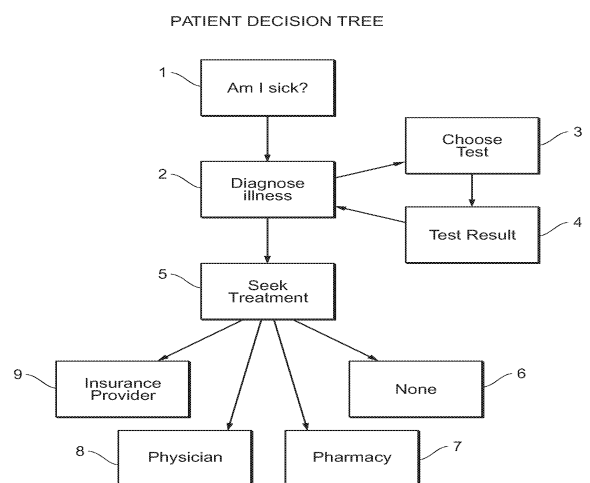 PATIENT DECISION TREE
1
Am I sick?
3
Choose
Test
2
Diagnose
illness
4
Test Result
5
Seek
Treatment
9
Insurance
Provider
None
6
8
Physician
Pharmacy
7